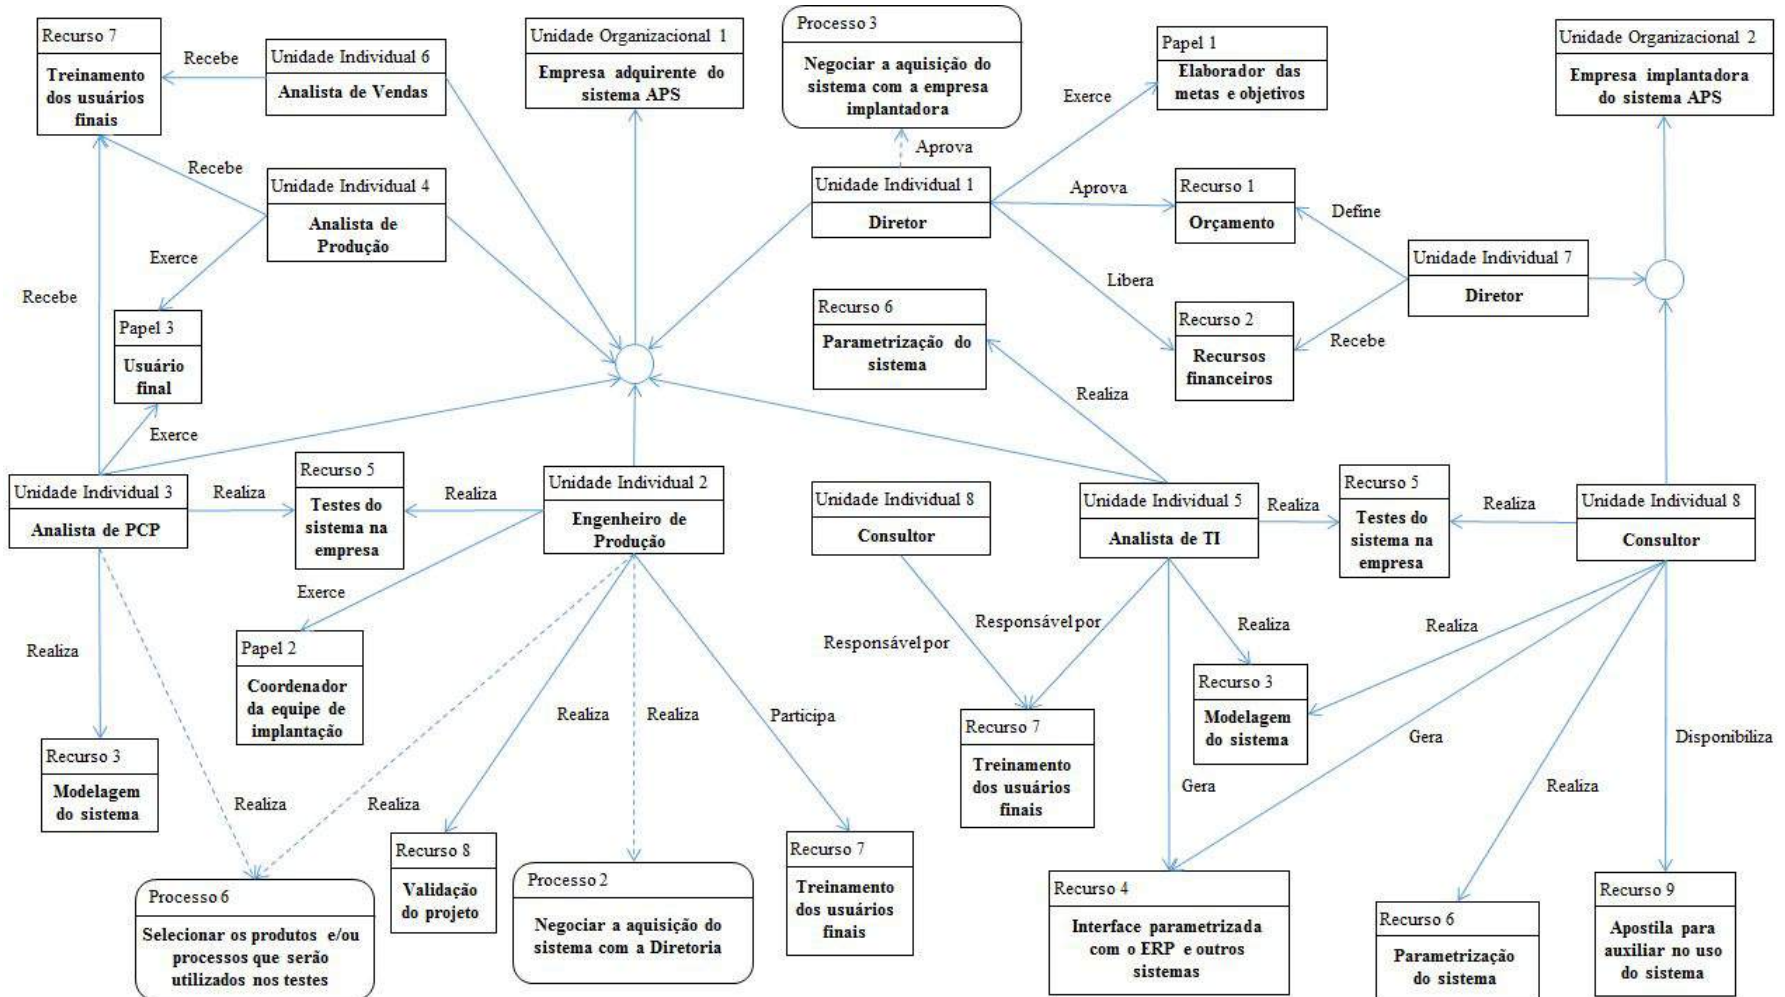 Recurso 7
Treinamento
dos usuários
finais
Recebe
Unidade Individual 6
Analista de Vendas
Unidade Organizacional 1
Empresa adquirente do
sistema APS
Processo 3
Negociar a aquisição do
sistema com a empresa
implantadora
Papel 1
Elaborador das
metas e objetivos
Unidade Organizacional 2
Empresa implantadora
do sistema APS
Exerce
Aprova
Recebe
Unidade Individual 4
Analista de
Produção
Unidade Individual 1
Diretor
Aprova
Recurso 1
Orçamento
Define
Unidade Individual 7
Diretor
Exerce
Recebe
Libera
Recurso 6
Parametrização do
sistema
Recurso 2
Recursos
financeiros
Recebe
Papel 3
Usuário
final
Realiza
Exerce
Unidade Individual 3
Analista de PCP
Realiza
Recurso 5
Testes do
sistema na
empresa
Realiza
Unidade Individual 2
Engenheiro de
Produção
Unidade Individual 8
Consultor
Unidade Individual 5
Analista de TI
Realiza
Recurso 5
Testes do
sistema na
empresa
Realiza
Unidade Individual 8
Consultor
Exerce
Realiza
Papel 2
Coordenador
da equipe de
implantação
Responsável por
Responsável por
Realiza
Realiza
Realiza
Realiza
Participa
Recurso 3
Modelagem
do sistema
Recurso 7
Treinamento
dos usuários
finais
Recurso 3
Modelagem
do sistema
Gera
Disponibiliza
Realiza
Realiza
Gera
Realiza
Recurso 8
Validação
do projeto
Recurso 7
Treinamento
dos usuários
finais
Processo 6
Selecionar os produtos e/ou
processos que serão
utilizados nos testes
Processo 2
Negociar a aquisição do
sistema com a Diretoria
Recurso 4
Interface parametrizada
com o ERP e outros
sistemas
Recurso 6
Parametrização
do sistema
Recurso 9
Apostila para
auxiliar no uso
do sistema